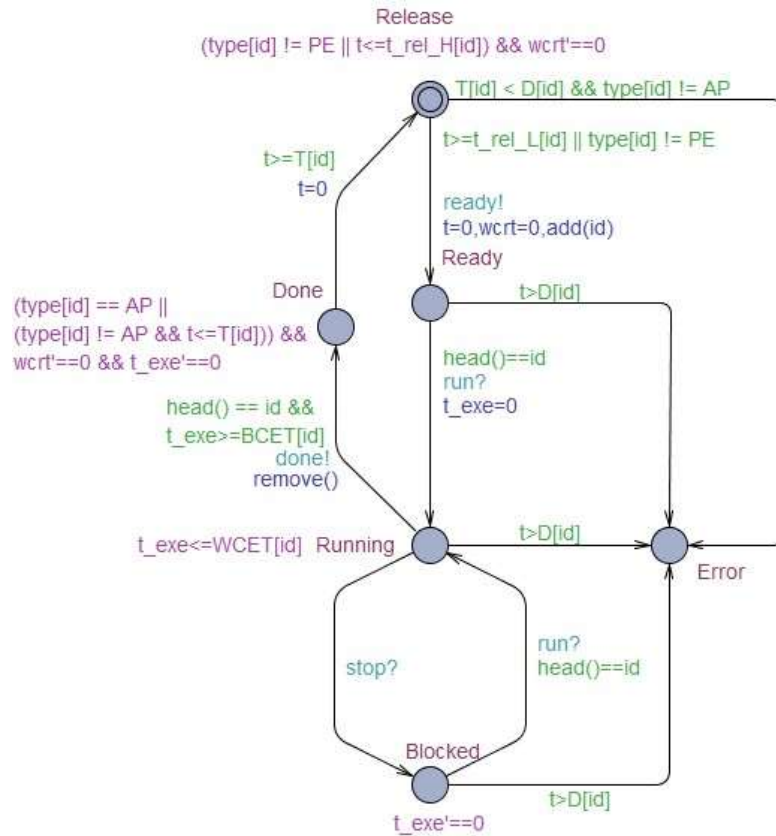 Release
(type[id] != PE || t<=t_rel_H[id]) && wcrt'==0
T[id] < D[id] && type[id] != AP
t>=t_rel_L[id] || type[id] != PE
t>=T[id]
t=0
ready!
t=0,wcrt=0,add(id)
Ready
Done
t>D[id]
(type[id] == AP ||
(type[id] != AP && t<=T[id])) &&
wcrt'==0 && t_exe'==0
head()==id
run?
t_exe=0
head() == id &&
t_exe>=BCET[id]
done!
remove()
t_exe<=WCET[id]
Running
t>D[id]
Error
stop?
run?
head()==id
Blocked
t>D[id]
t_exe'==0